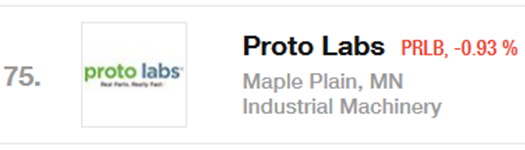 75.
proto labs®
Real Parts. Really Fast.
Proto Labs PRLB, -0.93 %
Maple Plain, MN
Industrial Machinery